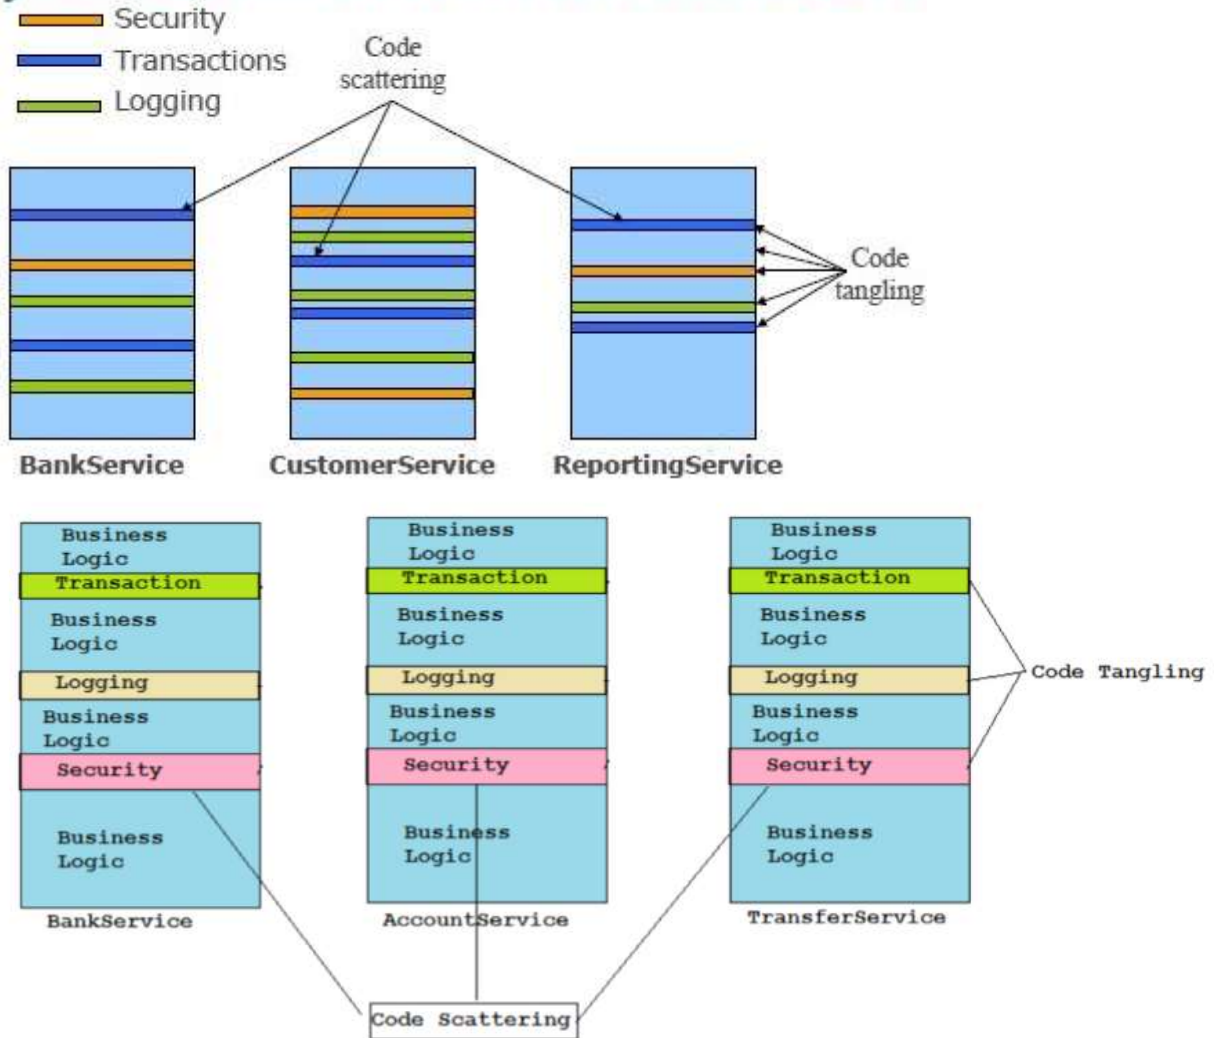 Security
Transactions
Logging
Code
scattering
Code
tangling
BankService
CustomerService
ReportingService
Business
Logic
Transaction
Business
Logic
Logging
Business
Logic
Security
Business
Logic
BankService
Business
Logic
Transaction
Business
Logic
Logging
Business
Logic
Security
Business
Logic
AccountService
Business
Logic
Transaction
Business
Logic
Logging
Business
Logic
Security
Business
Logic
TransferService
Code Tangling
Code Scattering